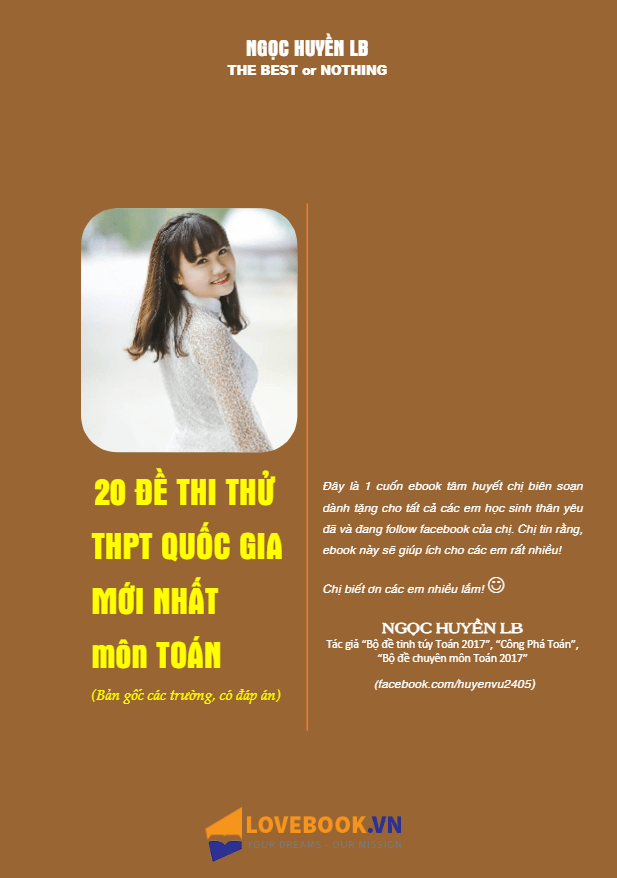 NGỌC HUYỀN LB
THE BEST or NOTHING
20 ĐỀ THI THỬ
THPT QUỐC GIA
MỚI NHẤT
môn TOÁN
(Bản gốc các trường, có đáp án)
Đây là 1 cuốn ebook tâm huyết chị biên soạn
dành tặng cho tất cả các em học sinh thân yêu
đã và đang follow facebook của chị. Chị tin rằng,
ebook này sẽ giúp ích cho các em rất nhiều!
Chị biết ơn các em nhiều lắm!
NGỌC HUYỀN LB
Tác giả “Bộ đề tinh túy Toán 2017”, “Công Phá Toán”,
“Bộ đề chuyên môn Toán 2017”
(facebook.com/huyenvu2405)
LOVEBOOK.VN
YOUR DREAMS - OUR MISSION